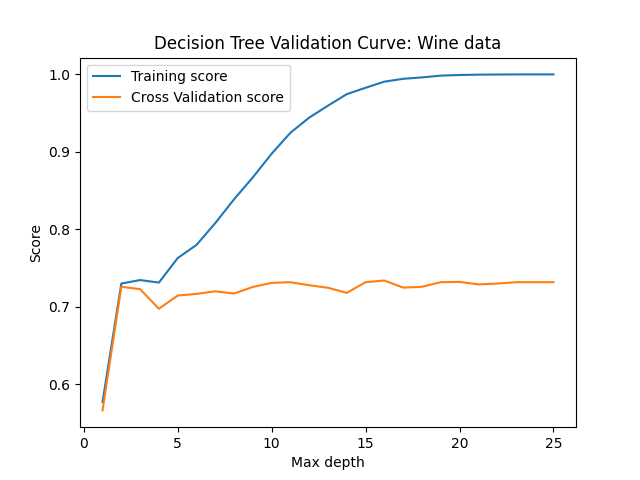 Decision Tree Validation Curve: Wine data
Training score
Cross Validation score
1.0
0.9
0.8
0.7
0.6
Score
0
5
10
15
20
25
Max depth